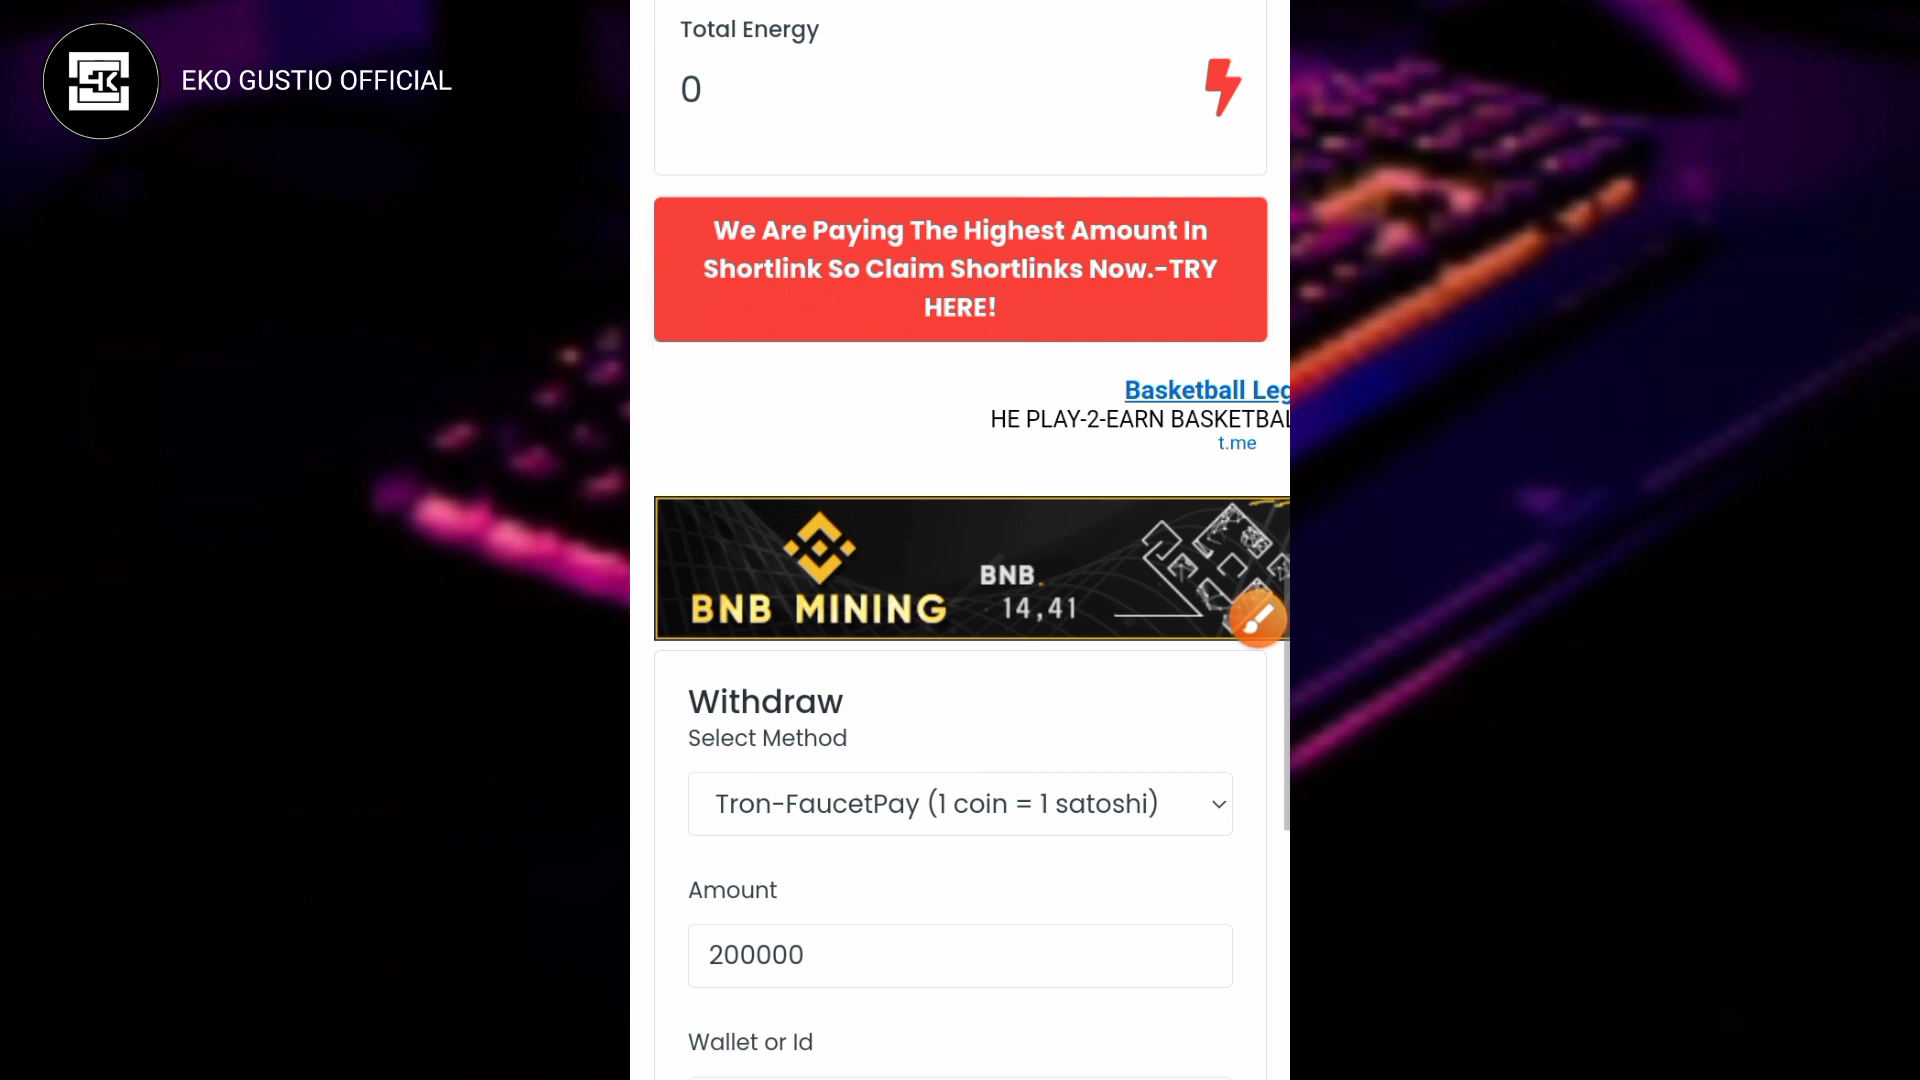 EKO GUSTIO OFFICIAL
Total Energy
0
We Are Paying The Highest Amount In
Shortlink So Claim Shortlinks Now.-TRY
HERE!
Basketball Leg
HE PLAY-2-EARN BASKETBAL
t.me
BNB MINING
BNB.
14,41
Withdraw
Select Method
Tron-FaucetPay (1 coin = 1 satoshi)
Amount
200000
Wallet or Id